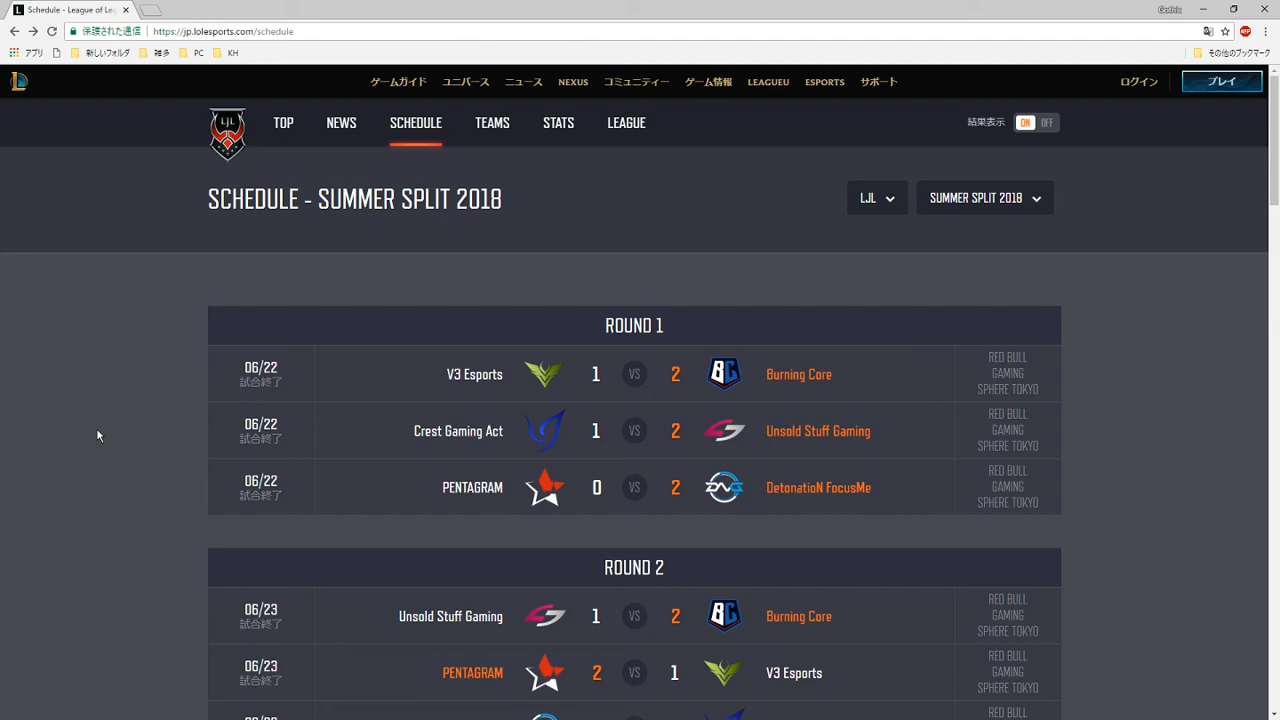 Schedule - League of Leg
Gothic
保護された通信 https://jp.lolesports.com/schedule
ABP
アプリ 新しいフォルダ 雑多 PC KH その他のブックマーク
ゲームガイド ユニバース ニュース NEXUS コミュニティー ゲーム情報 LEAGUEU ESPORTS サポート ログイン プレイ
LJL TOP NEWS SCHEDULE TEAMS STATS LEAGUE 結果表示 ON OFF
SCHEDULE - SUMMER SPLIT 2018 LJL SUMMER SPLIT 2018
ROUND 1
06/22 試合終了 V3 Esports 1 VS 2 BC Burning Core RED BULL GAMING SPHERE TOKYO
06/22 試合終了 Crest Gaming Act 1 VS 2 Unsold Stuff Gaming RED BULL GAMING SPHERE TOKYO
06/22 試合終了 PENTAGRAM 0 VS 2 DetonatioN FocusMe RED BULL GAMING SPHERE TOKYO
ROUND 2
06/23 試合終了 Unsold Stuff Gaming 1 VS 2 BC Burning Core RED BULL GAMING SPHERE TOKYO
06/23 試合終了 PENTAGRAM 2 VS 1 V3 Esports RED BULL GAMING SPHERE TOKYO
RED BULL